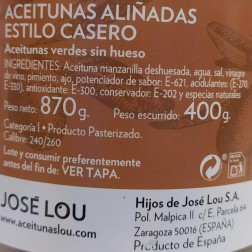 ACEITUNAS ALIÑADAS
ESTILO CASERO
Aceitunas verdes sin hueso
INGREDIENTES: Aceituna manzanilla deshuesada, agua, sal, vinagre
de vino, pimiento, ajo, potenciador de sabor: E-621, acidulantes: (E-270,
E-330), antioxidante: E-300, conservador: E-202 y especias.
Peso neto: 870g. Peso escurrido: 400g.
Categoría I • Producto Pasterizado.
Calibre: 240/260
Lote y consumir preferentemente
antes del fin de: VER TAPA.
JOSÉ LOU
www.aceitunaslou.com
Hijos de José Lou S.A.
Pol. Malpica II c/ E, Parcela 64
Zaragoza 50016 (ESPAÑA)
Producto de España